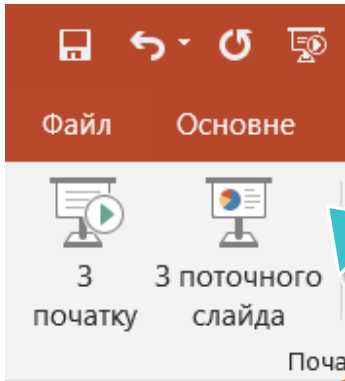 Файл Основне
З З поточного
початку слайда
Поча